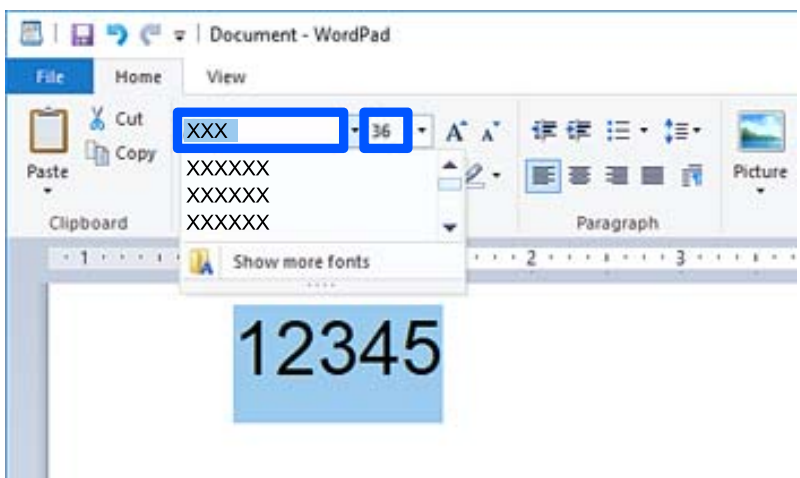 Document - WordPad
File Home View
Cut
XXX 36 A A
Copy
Paste
XXXXXX
XXXXXX
XXXXXX
Picture
Clipboard
Paragraph
Show more fonts
1 2 3
12345